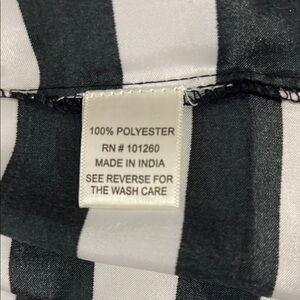 100% POLYESTER
RN # 101260
MADE IN INDIA
SEE REVERSE FOR
THE WASH CARE